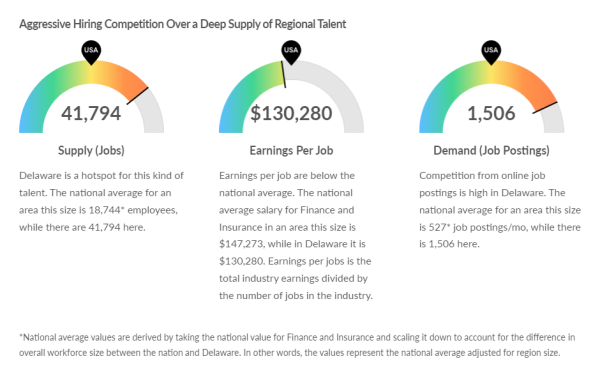 Aggressive Hiring Competition Over a Deep Supply of Regional Talent
USA
41,794
Supply (Jobs)
Delaware is a hotspot for this kind of
talent. The national average for an
area this size is 18,744* employees,
while there are 41,794 here.
USA
$130,280
Earnings Per Job
Earnings per job are below the
national average. The national
average salary for Finance and
Insurance in an area this size is
$147,273, while in Delaware it is
$130,280. Earnings per jobs is the
total industry earnings divided by
the number of jobs in the industry.
USA
1,506
Demand (Job Postings)
Competition from online job
postings is high in Delaware. The
national average for an area this size
is 527* job postings/mo, while there
is 1,506 here.
*National average values are derived by taking the national value for Finance and Insurance and scaling it down to account for the difference in
overall workforce size between the nation and Delaware. In other words, the values represent the national average adjusted for region size.